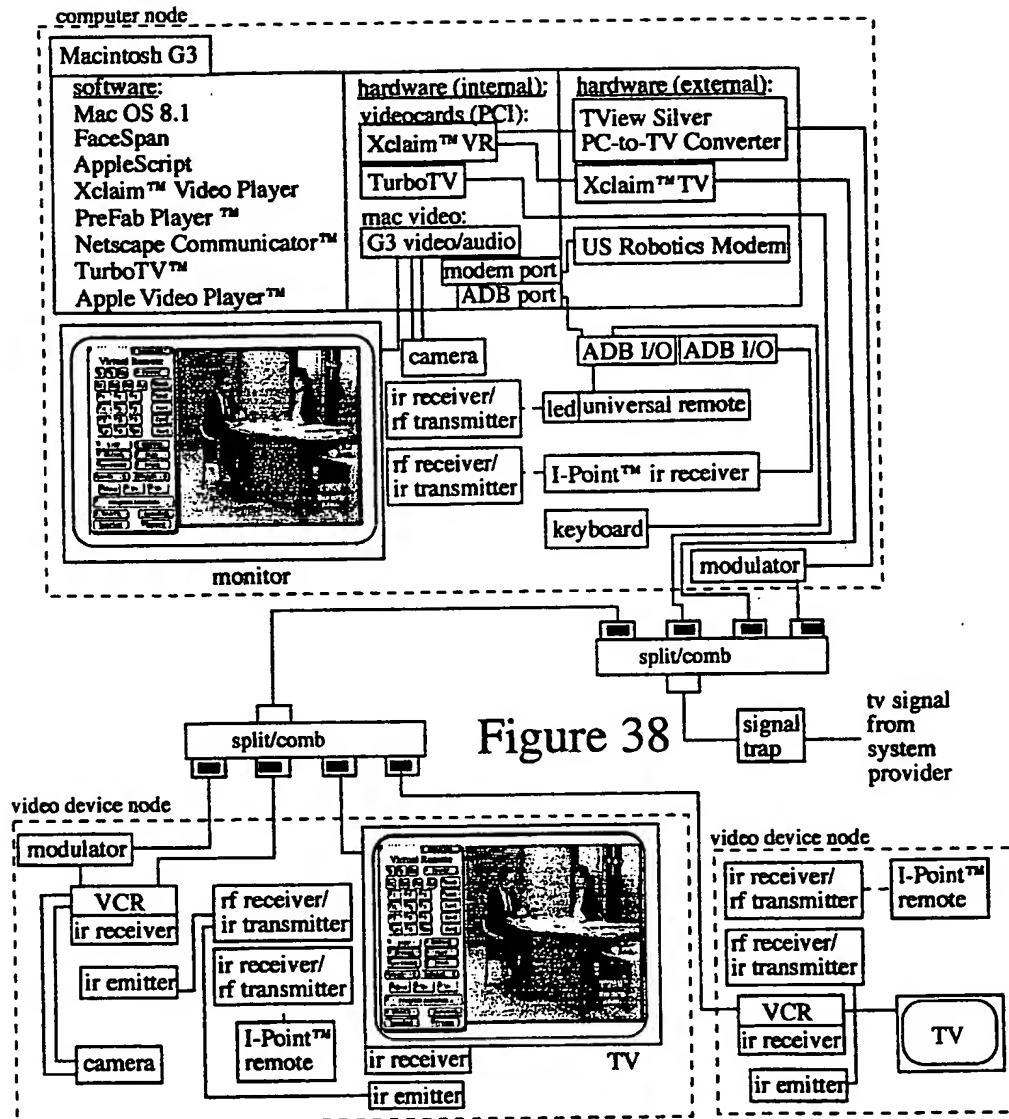 computer node
Macintosh G3
software:
Mac OS 8.1
FaceSpan
AppleScript
Xclaim™ Video Player
PreFab Player ™
Netscape Communicator™
TurboTV™
Apple Video Player™
hardware (internal):
videocards (PCI):
Xclaim™ VR
TurboTV
mac video:
G3 video/audio
modem port
ADB port
hardware (external):
TView Silver
PC-to-TV Converter
Xclaim™ TV
US Robotics Modem
camera
ADB I/O
ADB I/O
ir receiver/
rf transmitter
led
universal remote
rf receiver/
ir transmitter
I-Point™ ir receiver
keyboard
modulator
Virtual Remote
monitor
split/comb
signal
trap
tv signal
from
system
provider
split/comb
Figure 38
video device node
modulator
VCR
ir receiver
ir emitter
camera
rf receiver/
ir transmitter
ir receiver/
rf transmitter
I-Point™
remote
Virtual Remote
ir receiver
TV
ir emitter
video device node
ir receiver/
rf transmitter
I-Point™
remote
rf receiver/
ir transmitter
VCR
ir receiver
TV
ir emitter